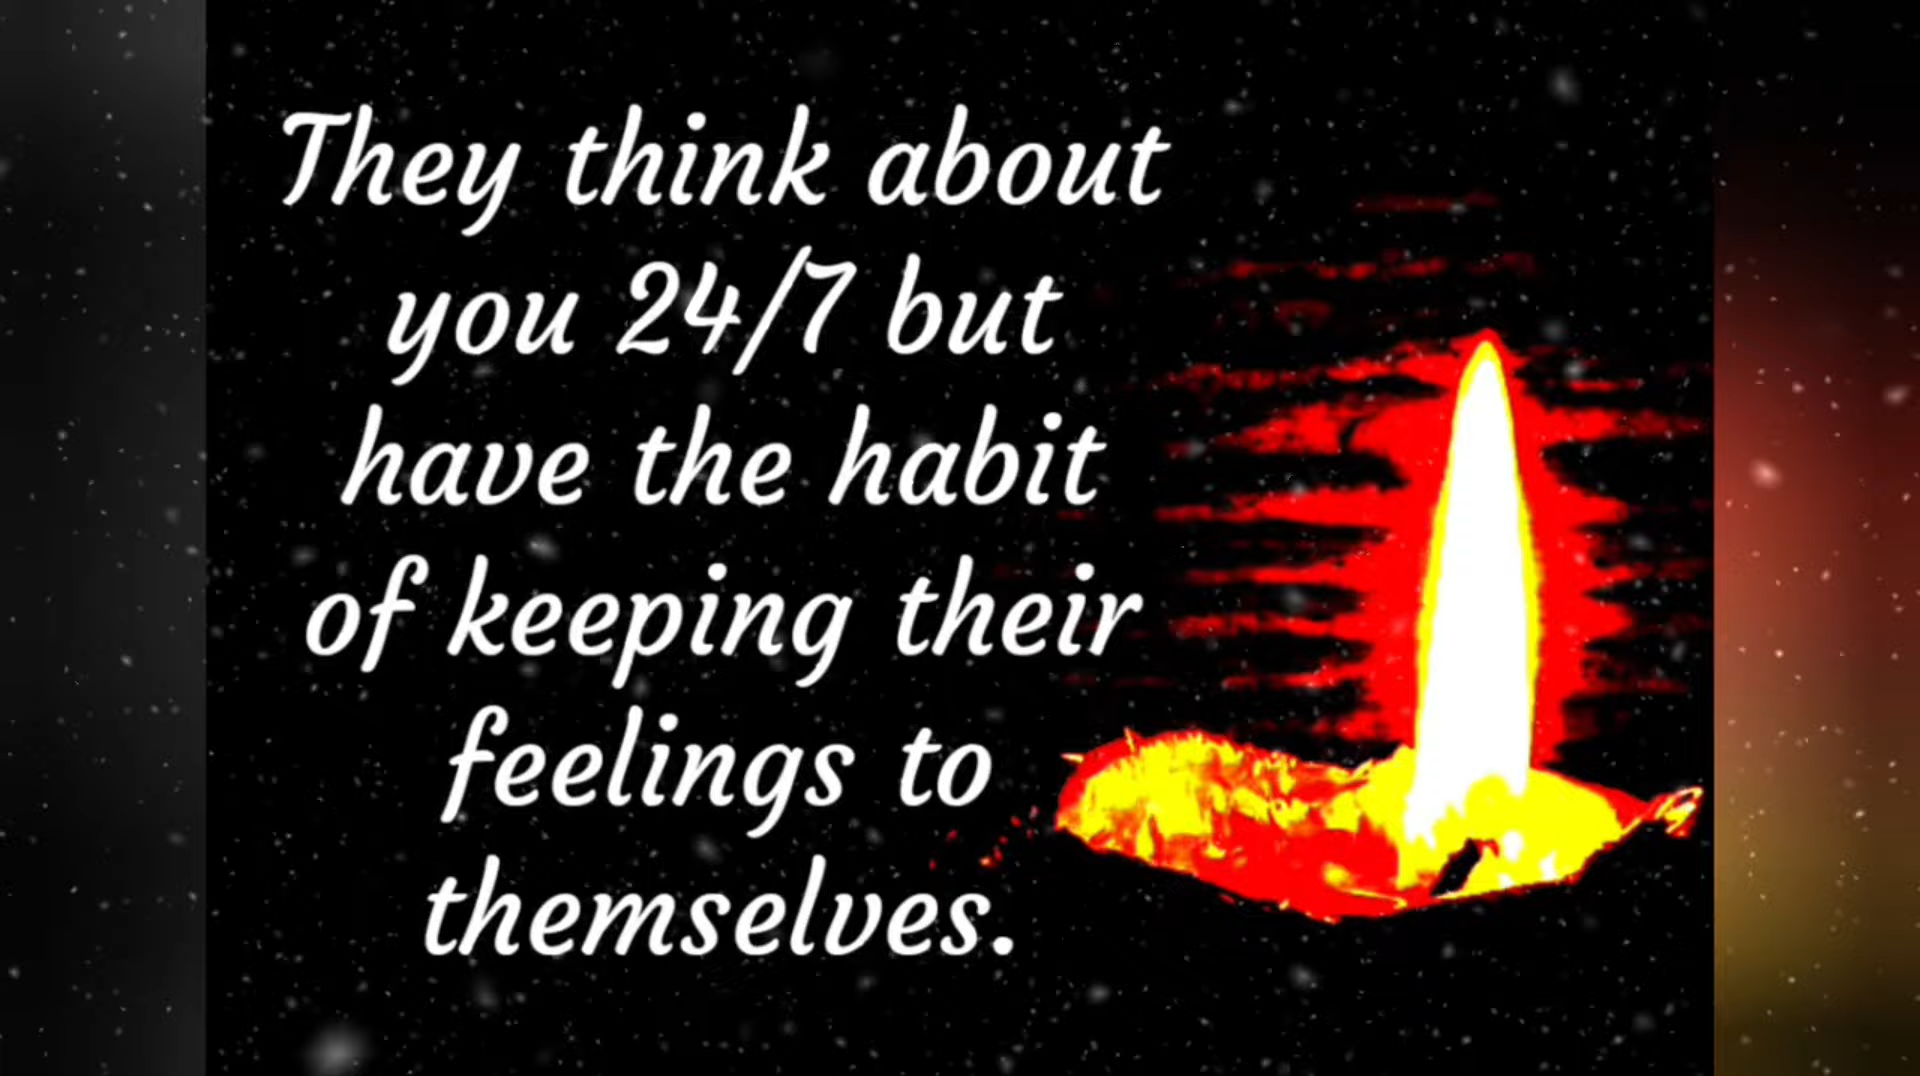 They think about
you 24/7 but
have the habit
of keeping their
feelings to
themselves.